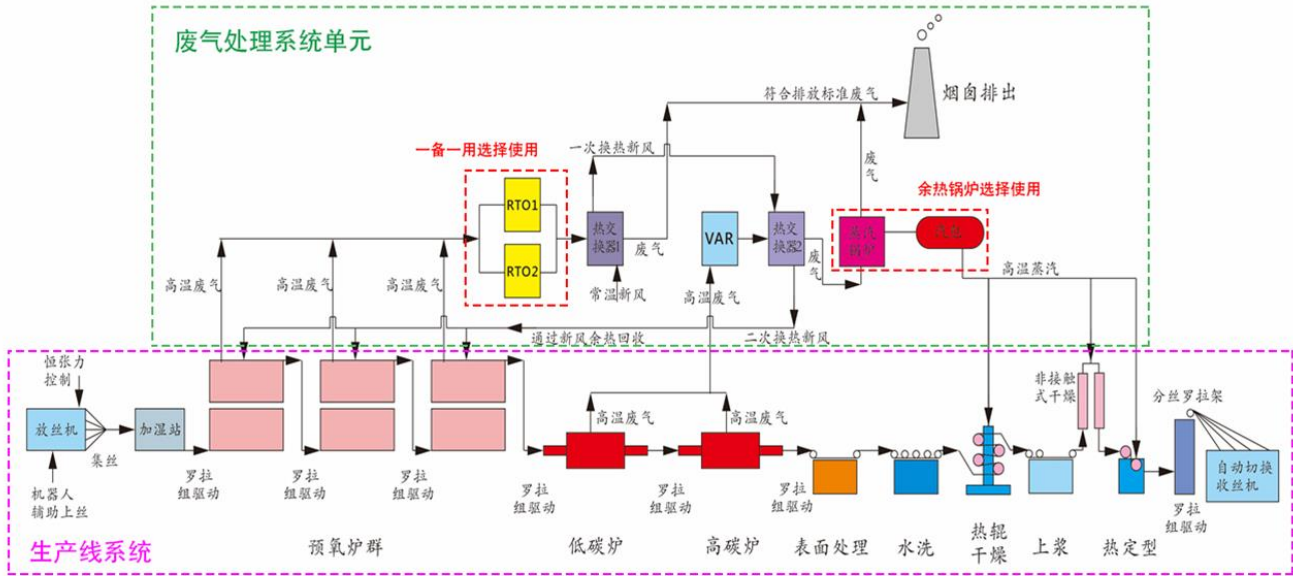 废气处理系统单元
符合排放标准废气
烟囱排出
一备一用选择使用
一次换热新风
废气
余热锅炉选择使用
RTO1
RTO2
热交
换器1
废气
VAR
热交
换器2
废气
蒸汽
锅炉
汽包
高温废气
高温废气
高温废气
常温新风
高温废气
高温蒸汽
通过新风余热回收
二次换热新风
恒张力
控制
放丝机
集丝
加湿站
机器人
辅助上丝
罗拉
组驱动
罗拉
组驱动
罗拉
组驱动
高温废气
高温废气
罗拉
组驱动
罗拉
组驱动
罗拉
组驱动
非接触
式干燥
分丝罗拉架
自动切换
收丝机
罗拉
组驱动
生产线系统
预氧炉群
低碳炉
高碳炉
表面处理
水洗
热辊
干燥
上浆
热定型